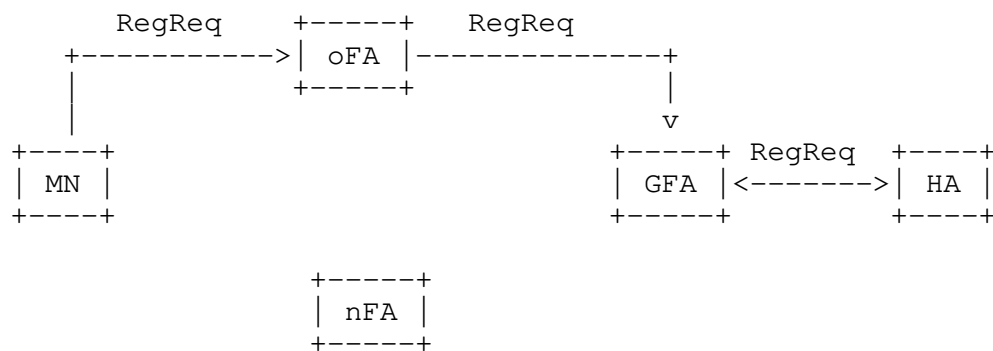 RegReq RegReq
oFA
v
RegReq
MN GFA HA
nFA